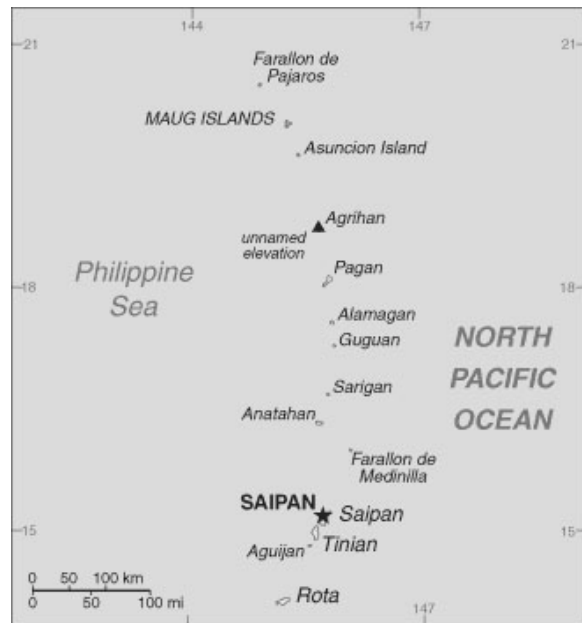 144 147
21 21
Farallon de
Pajaros
MAUG ISLANDS
Asuncion Island
Agrihan
unnamed
elevation
Philippine
Sea
Pagan
18 18
Alamagan
Guguan
NORTH
PACIFIC
OCEAN
Sarigan
Anatahan
Farallon de
Medinilla
SAIPAN
Saipan
15 15
Tinian
Aguijan
0 50 100 km
0 50 100 mi
Rota
147